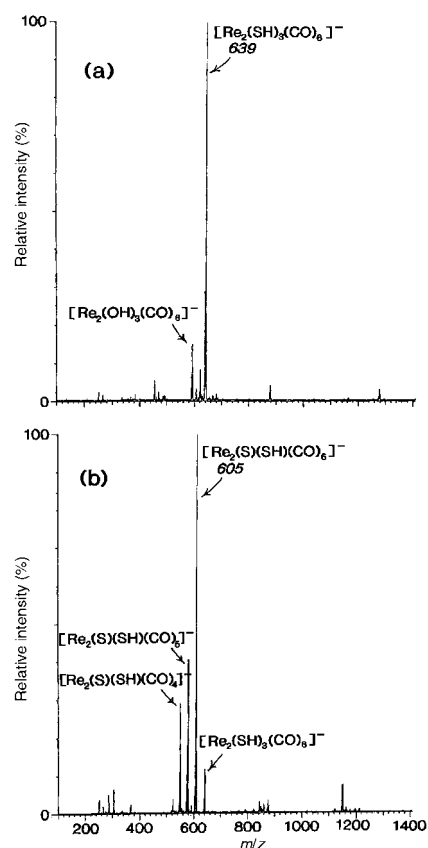 100
[Re₂(SH)₃(CO)₆]⁻
639
(a)
Relative intensity (%)
[Re₂(OH)₃(CO)₆]⁻
0
100
[Re₂(S)(SH)(CO)₆]⁻
605
(b)
Relative intensity (%)
[Re₂(S)(SH)(CO)₅]⁻
[Re₂(S)(SH)(CO)₄]⁻
[Re₂(SH)₃(CO)₆]⁻
0
200 400 600 800 1000 1200 1400
m/z